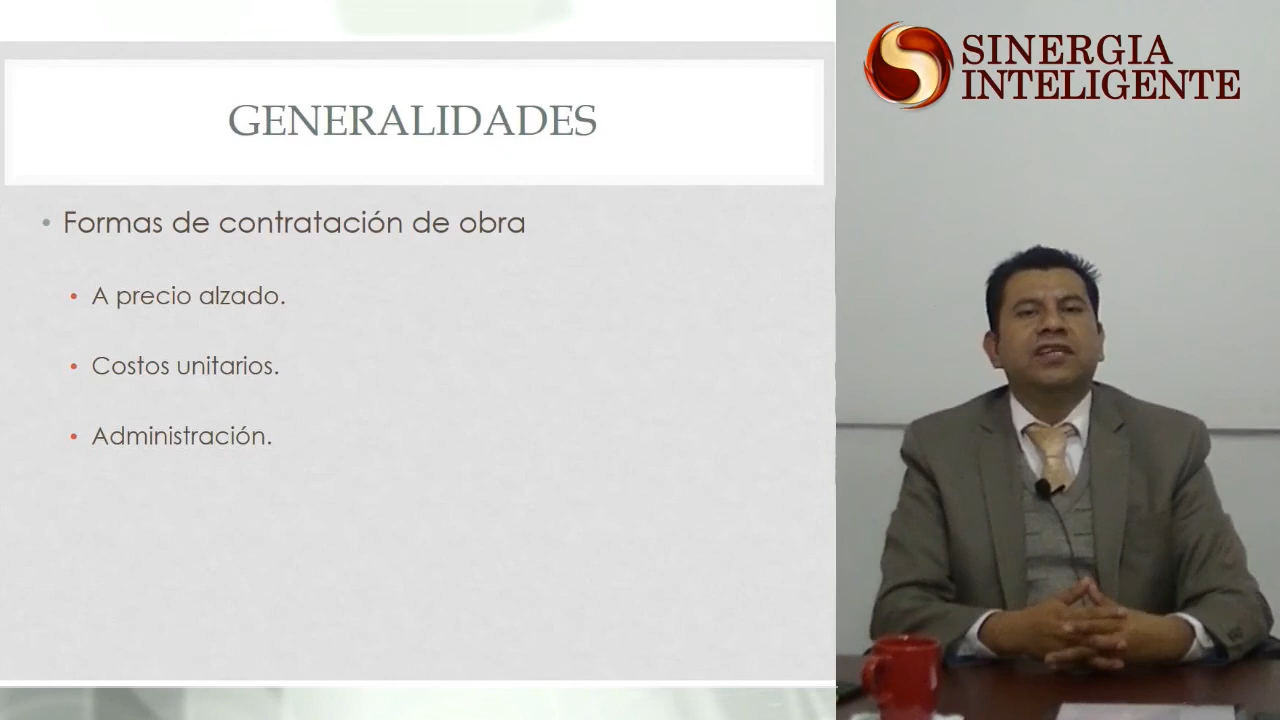 GENERALIDADES
• Formas de contratación de obra
• A precio alzado.
• Costos unitarios.
• Administración.
SINERGIA
INTELIGENTE